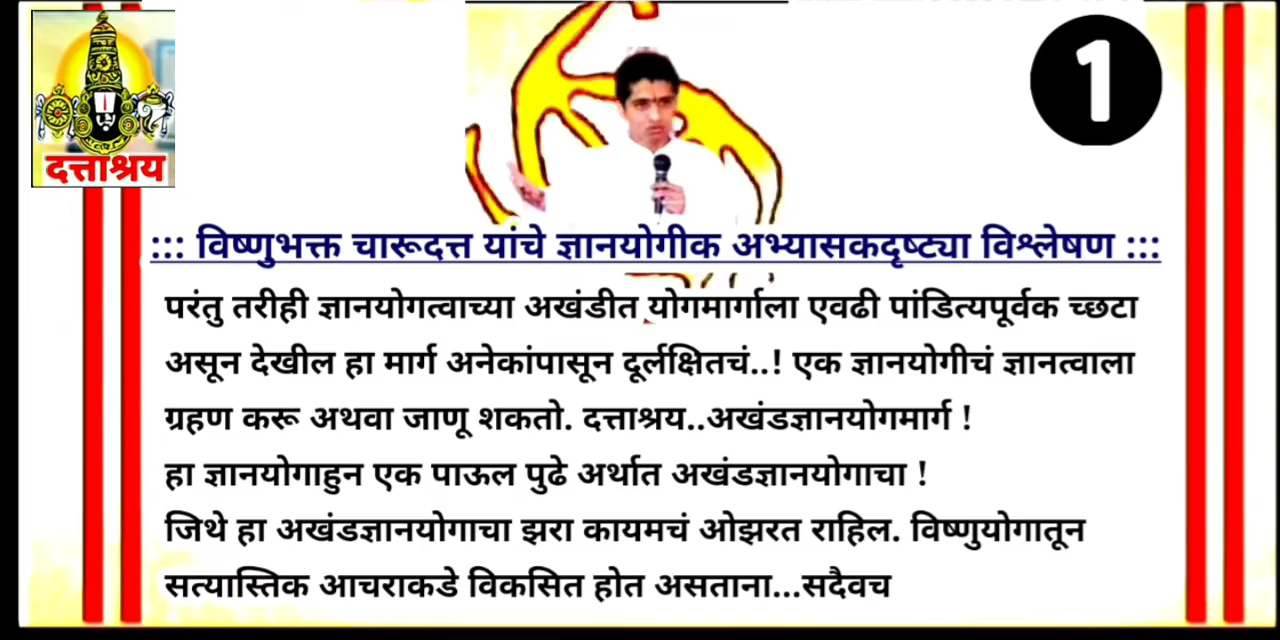 दत्ताश्रय
1
::: विष्णुभक्त चारूदत्त यांचे ज्ञानयोगीक अभ्यासकदृष्ट्या विश्लेषण :::
परंतु तरीही ज्ञानयोगत्वाच्या अखंडीत योगमार्गाला एवढी पांडित्यपूर्वक च्छटा
असून देखील हा मार्ग अनेकांपासून दूर्लक्षितचं..! एक ज्ञानयोगीचं ज्ञानत्वाला
ग्रहण करू अथवा जाणू शकतो. दत्ताश्रय..अखंडज्ञानयोगमार्ग !
हा ज्ञानयोगाहुन एक पाऊल पुढे अर्थात अखंडज्ञानयोगाचा !
जिथे हा अखंडज्ञानयोगाचा झरा कायमचं ओझरत राहिल. विष्णुयोगातून
सत्यास्तिक आचराकडे विकसित होत असताना...सदैवच